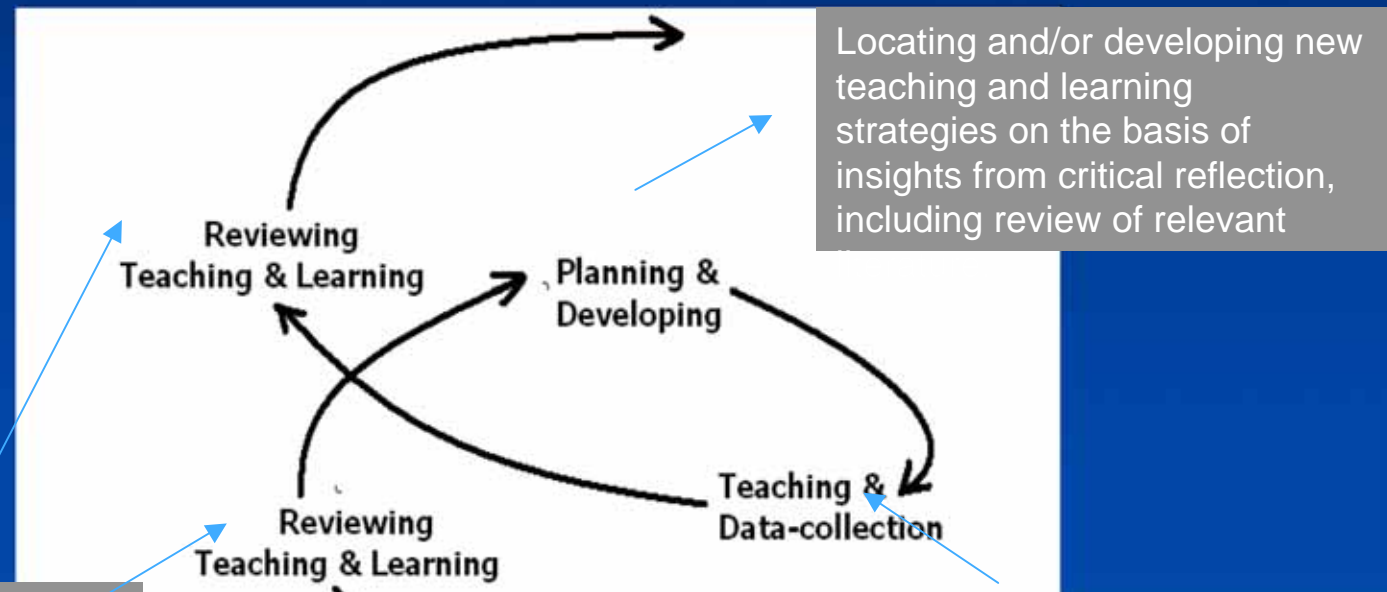 Locating and/or developing new
teaching and learning
strategies on the basis of
insights from critical reflection,
including review of relevant
Reviewing
Teaching & Learning
Planning &
Developing
Teaching &
Data-collection
Reviewing
Teaching & Learning